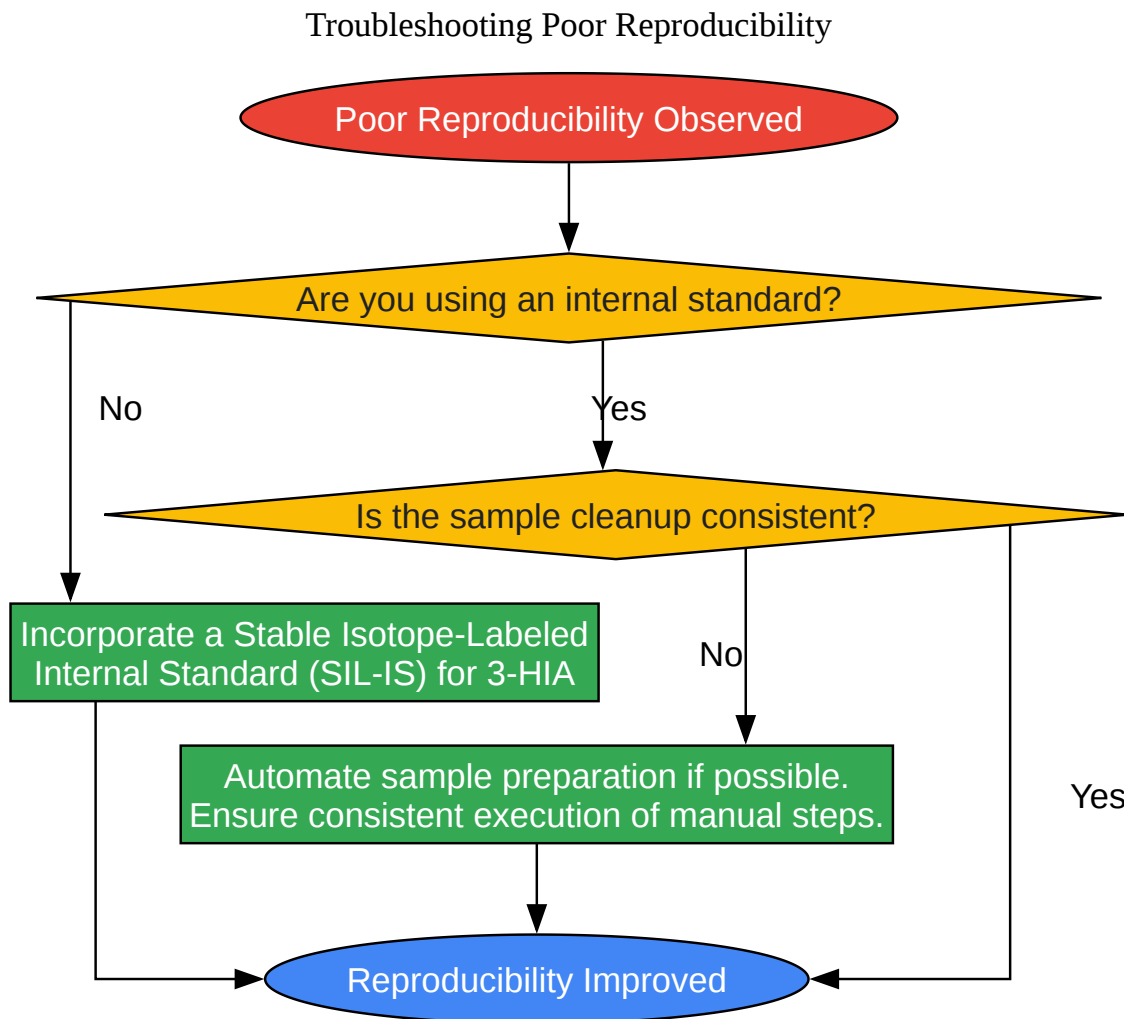 Troubleshooting Poor Reproducibility
Poor Reproducibility Observed
Are you using an internal standard?
No
Yes
Is the sample cleanup consistent?
Incorporate a Stable Isotope-Labeled
Internal Standard (SIL-IS) for 3-HIA
No
Automate sample preparation if possible.
Ensure consistent execution of manual steps.
Yes
Reproducibility Improved